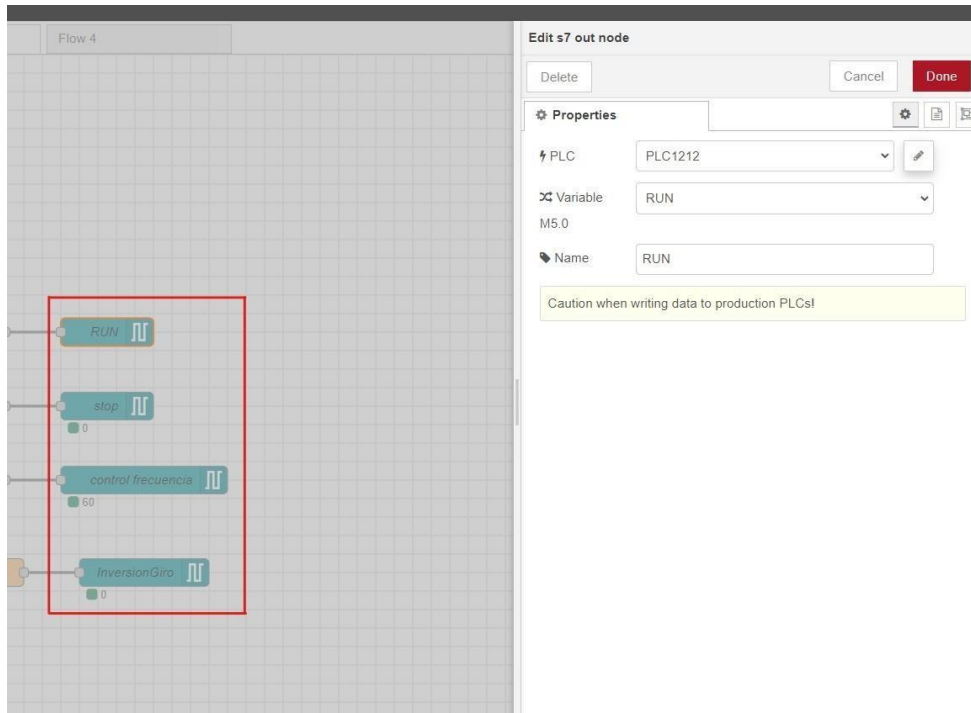 Flow 4
RUN
stop
0
control frecuencia
60
InversionGiro
0
Edit s7 out node
Delete
Cancel
Done
Properties
PLC
PLC1212
Variable
RUN
M5.0
Name
RUN
Caution when writing data to production PLCs!